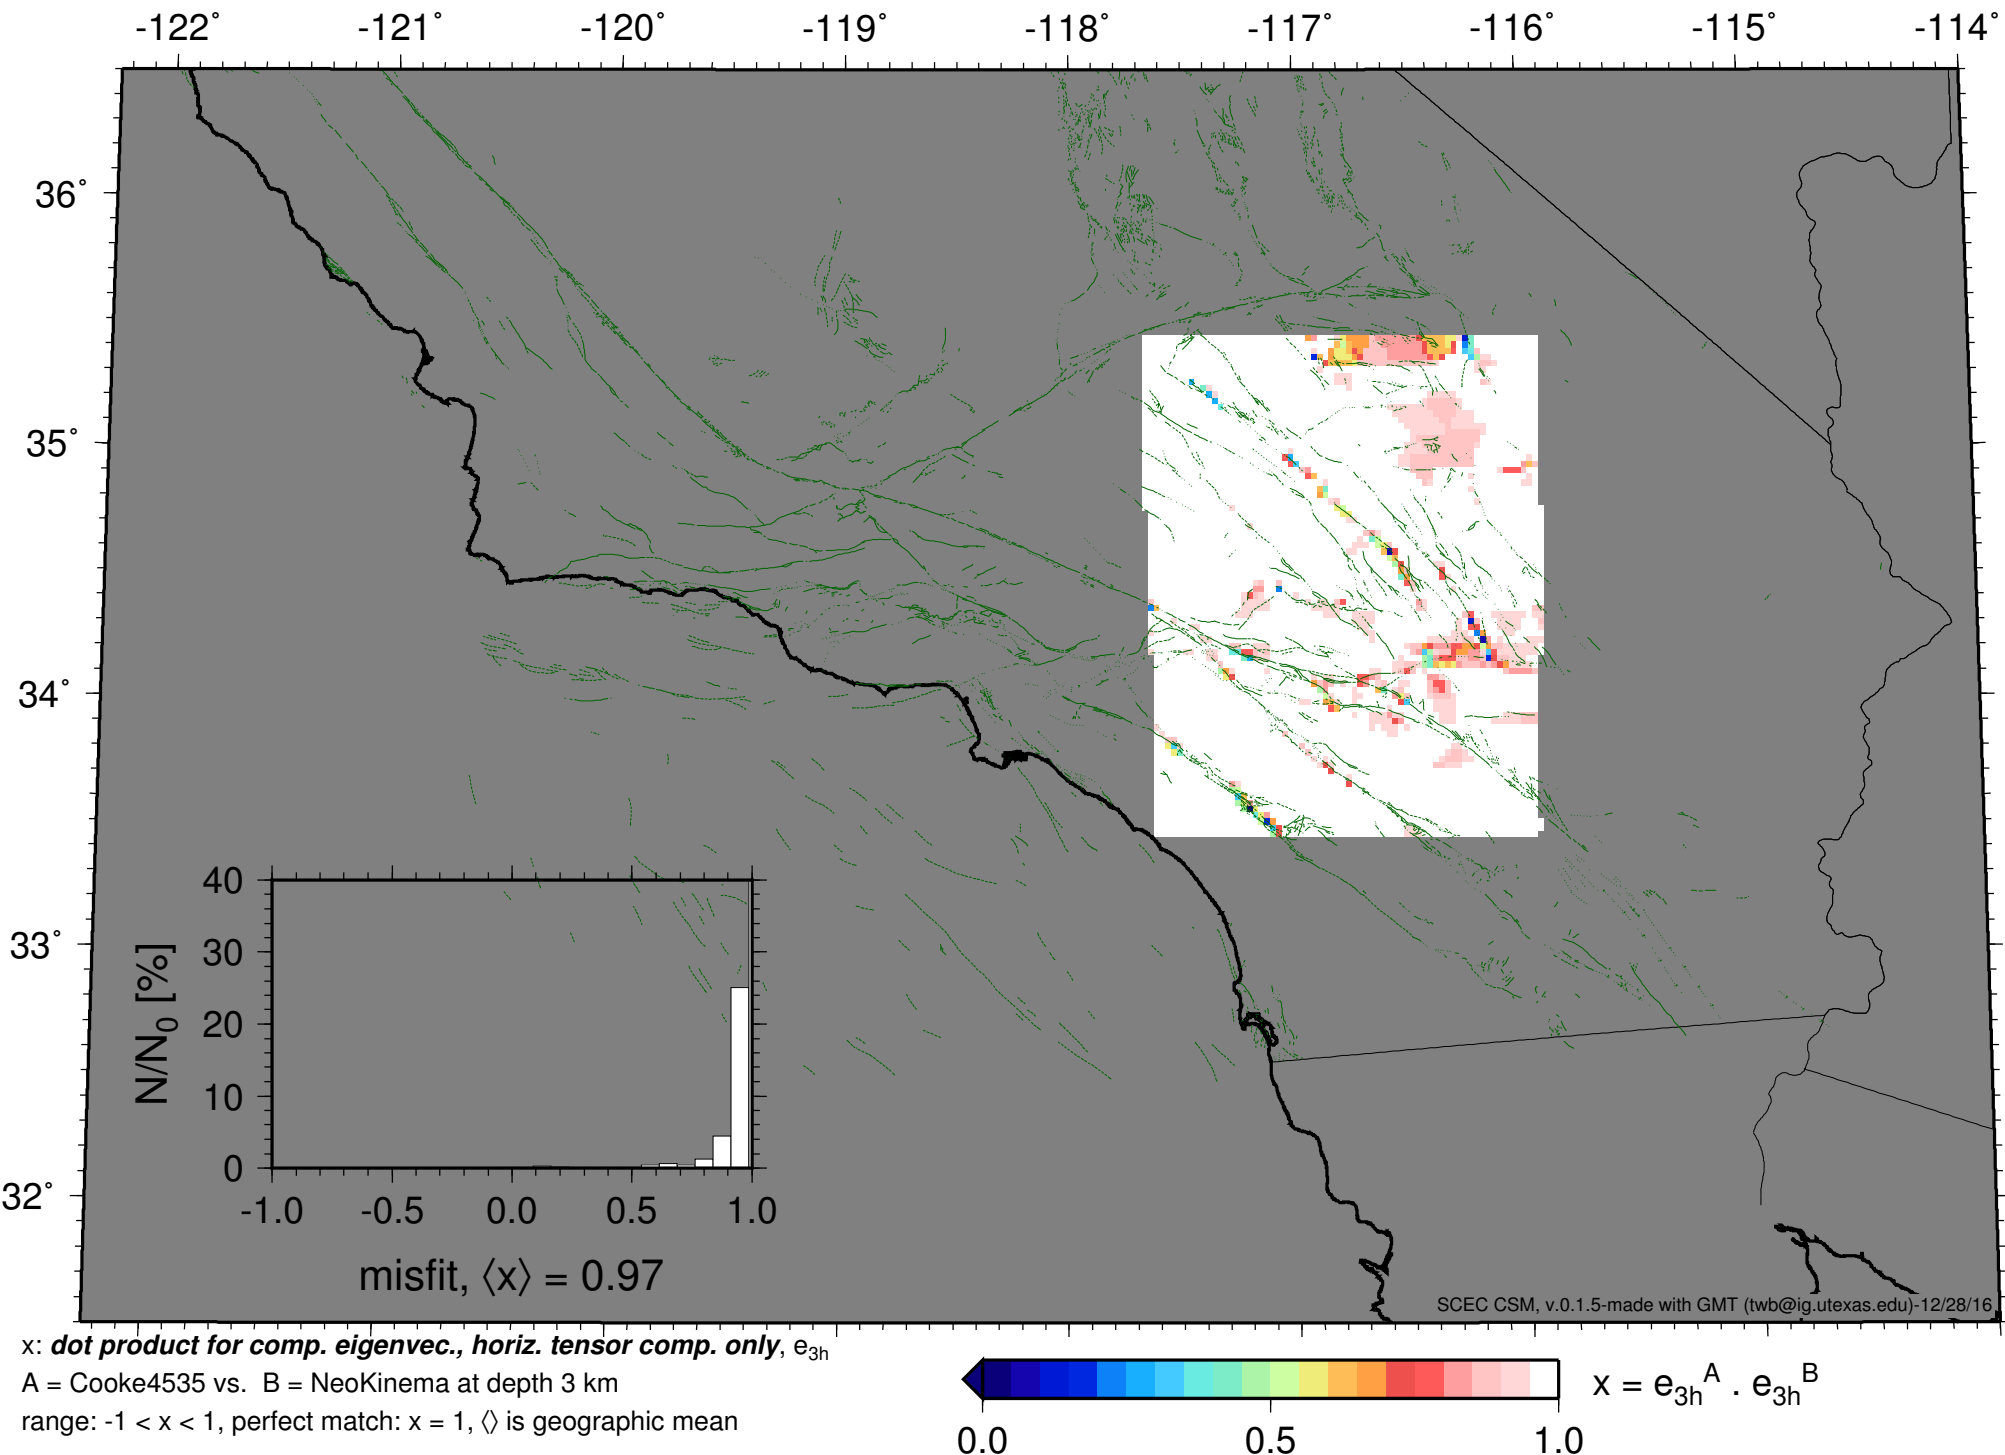 -122˚ -121˚ -120˚ -119˚ -118˚ -117˚ -116˚ -115˚ -114˚
36˚
35˚
34˚
33˚
32˚
40
30
20
10
0
N/N0 [%]
-1.0 -0.5 0.0 0.5 1.0
misfit, ⟨x⟩ = 0.97
SCEC CSM, v.0.1.5-made with GMT (twb@ig.utexas.edu)-12/28/16
x: dot product for comp. eigenvec., horiz. tensor comp. only, e3h
A = Cooke4535 vs. B = NeoKinema at depth 3 km
range: -1 < x < 1, perfect match: x = 1, ⟨⟩ is geographic mean
x = e3hA . e3hB
0.0 0.5 1.0